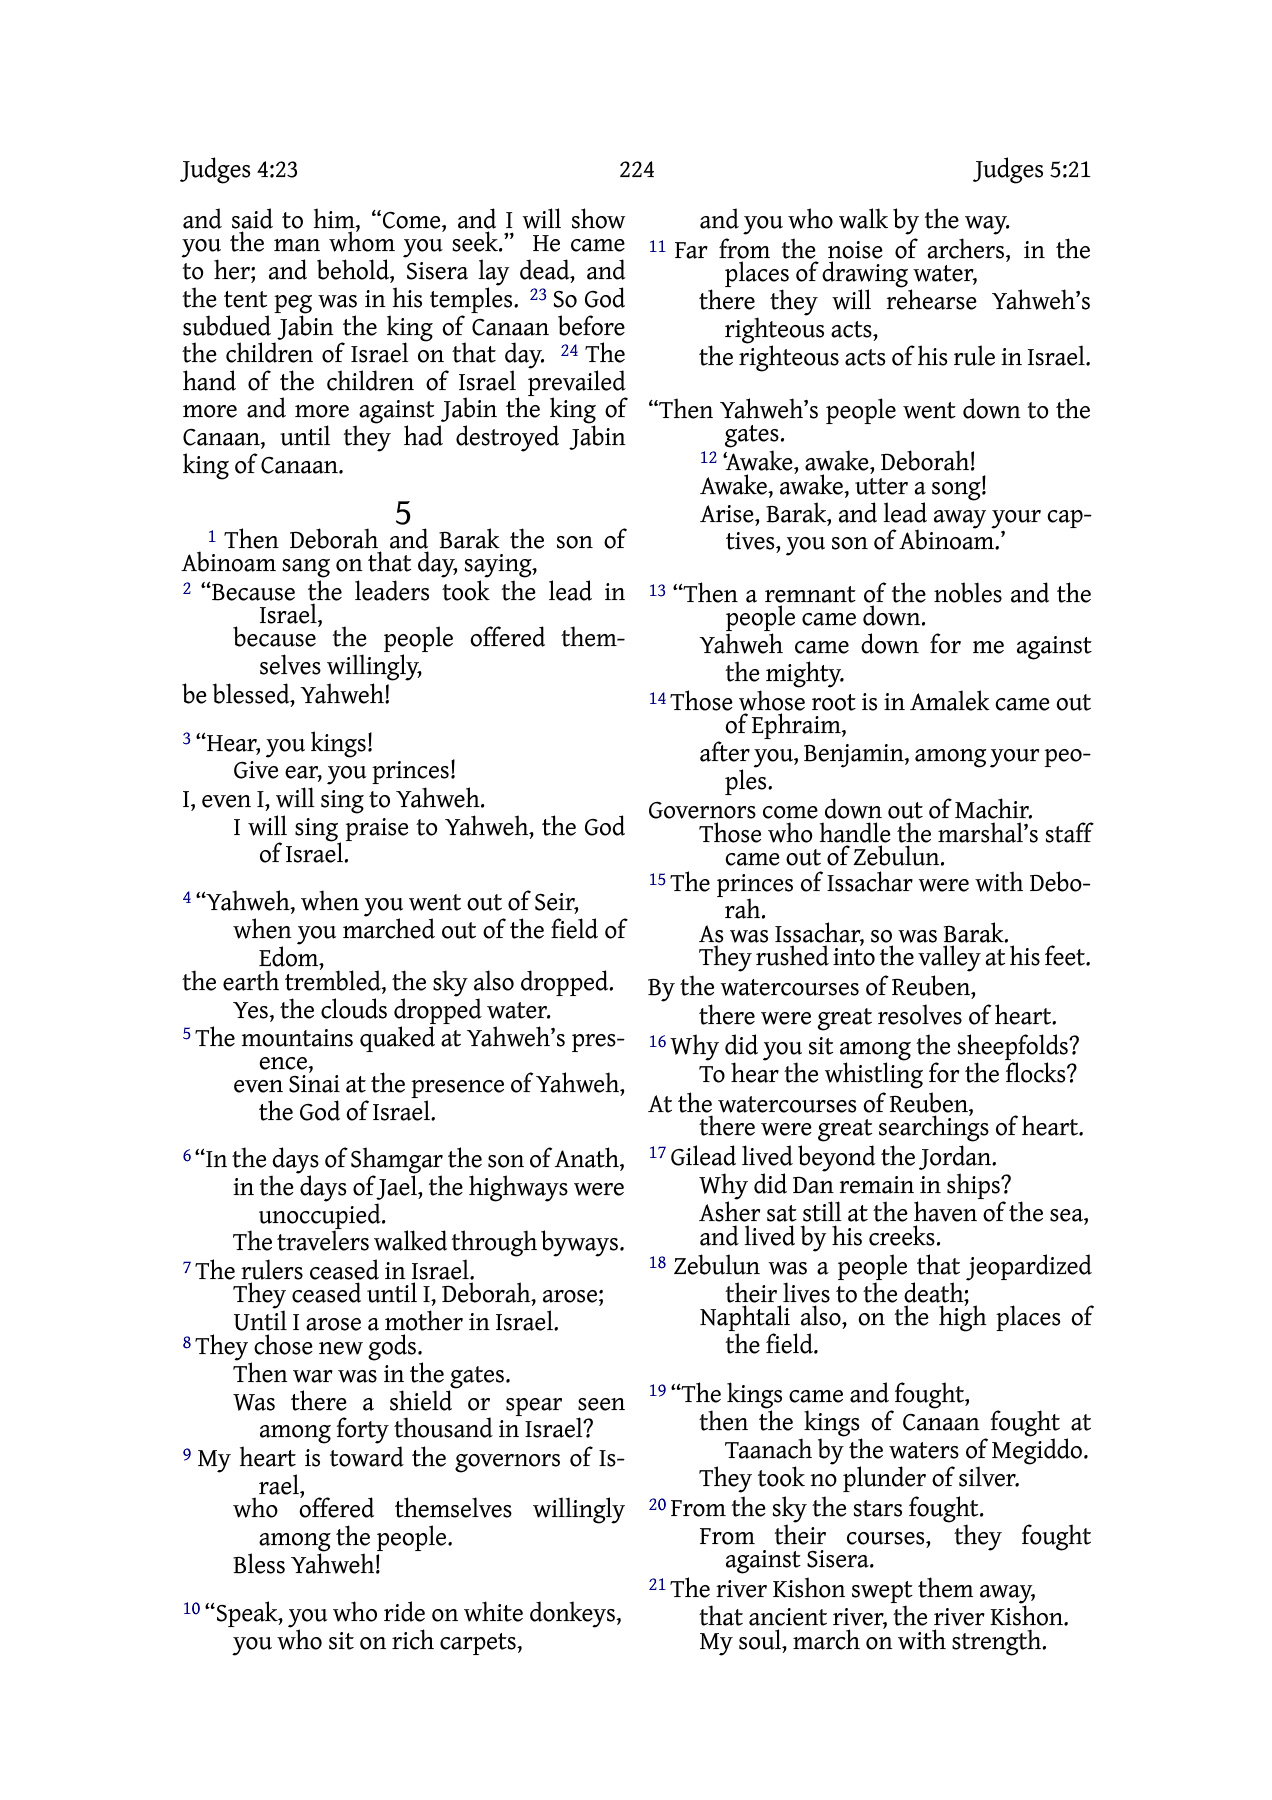 Judges 4:23
224
Judges 5:21
and said to him, “Come, and I will show
you the man whom you seek.” He came
to her; and behold, Sisera lay dead, and
the tent peg was in his temples. 23 So God
subdued Jabin the king of Canaan before
the children of Israel on that day. 24 The
hand of the children of Israel prevailed
more and more against Jabin the king of
Canaan, until they had destroyed Jabin
king of Canaan.
5
1 Then Deborah and Barak the son of
Abinoam sang on that day, saying,
2 “Because the leaders took the lead in
Israel,
because the people offered them-
selves willingly,
be blessed, Yahweh!
3 “Hear, you kings!
Give ear, you princes!
I, even I, will sing to Yahweh.
I will sing praise to Yahweh, the God
of Israel.
4 “Yahweh, when you went out of Seir,
when you marched out of the field of
Edom,
the earth trembled, the sky also dropped.
Yes, the clouds dropped water.
5 The mountains quaked at Yahweh’s pres-
ence,
even Sinai at the presence of Yahweh,
the God of Israel.
6 “In the days of Shamgar the son of Anath,
in the days of Jael, the highways were
unoccupied.
The travelers walked through byways.
7 The rulers ceased in Israel.
They ceased until I, Deborah, arose;
Until I arose a mother in Israel.
8 They chose new gods.
Then war was in the gates.
Was there a shield or spear seen
among forty thousand in Israel?
9 My heart is toward the governors of Is-
rael,
who offered themselves willingly
among the people.
Bless Yahweh!
10 “Speak, you who ride on white donkeys,
you who sit on rich carpets,
and you who walk by the way.
11 Far from the noise of archers, in the
places of drawing water,
there they will rehearse Yahweh’s
righteous acts,
the righteous acts of his rule in Israel.
“Then Yahweh’s people went down to the
gates.
12 ‘Awake, awake, Deborah!
Awake, awake, utter a song!
Arise, Barak, and lead away your cap-
tives, you son of Abinoam.’
13 “Then a remnant of the nobles and the
people came down.
Yahweh came down for me against
the mighty.
14 Those whose root is in Amalek came out
of Ephraim,
after you, Benjamin, among your peo-
ples.
Governors come down out of Machir.
Those who handle the marshal’s staff
came out of Zebulun.
15 The princes of Issachar were with Debo-
rah.
As was Issachar, so was Barak.
They rushed into the valley at his feet.
By the watercourses of Reuben,
there were great resolves of heart.
16 Why did you sit among the sheepfolds?
To hear the whistling for the flocks?
At the watercourses of Reuben,
there were great searchings of heart.
17 Gilead lived beyond the Jordan.
Why did Dan remain in ships?
Asher sat still at the haven of the sea,
and lived by his creeks.
18 Zebulun was a people that jeopardized
their lives to the death;
Naphtali also, on the high places of
the field.
19 “The kings came and fought,
then the kings of Canaan fought at
Taanach by the waters of Megiddo.
They took no plunder of silver.
20 From the sky the stars fought.
From their courses, they fought
against Sisera.
21 The river Kishon swept them away,
that ancient river, the river Kishon.
My soul, march on with strength.